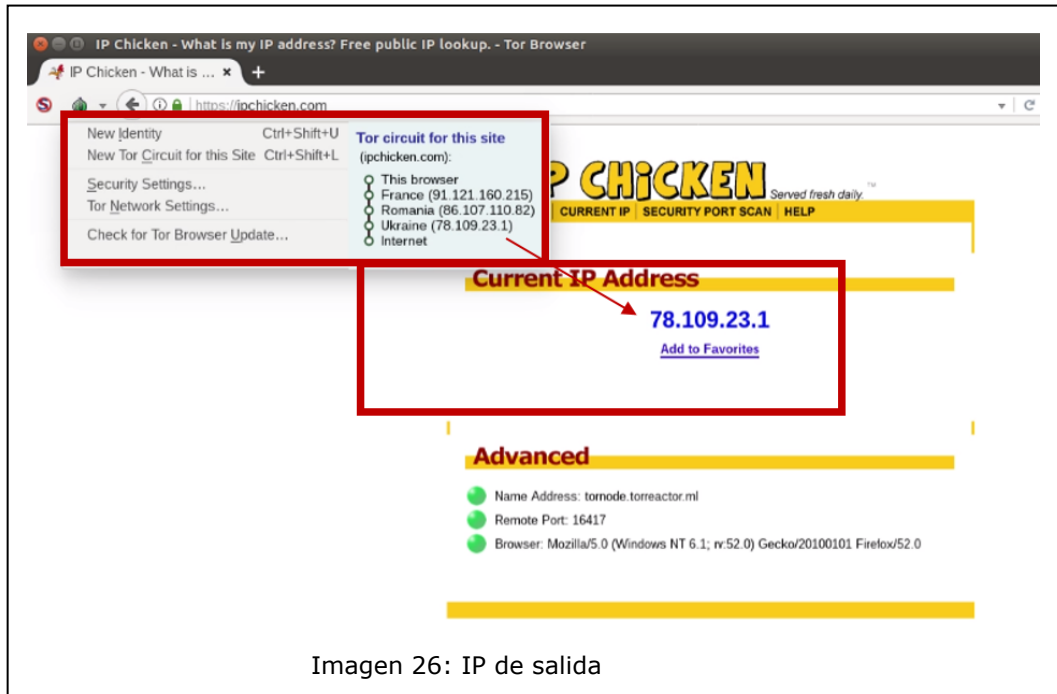 IP Chicken - What is my IP address? Free public IP lookup. - Tor Browser
IP Chicken - What is ... × +
https://ipchicken.com
New Identity Ctrl+Shift+U
New Tor Circuit for this Site Ctrl+Shift+L
Security Settings...
Tor Network Settings...
Check for Tor Browser Update...
Tor circuit for this site
(ipchicken.com):
This browser
France (91.121.160.215)
Romania (86.107.110.82)
Ukraine (78.109.23.1)
Internet
P CHICKEN Served fresh daily. ™
CURRENT IP | SECURITY PORT SCAN | HELP
Current IP Address
78.109.23.1
Add to Favorites
Advanced
Name Address: tornode.torreactor.ml
Remote Port: 16417
Browser: Mozilla/5.0 (Windows NT 6.1; rv:52.0) Gecko/20100101 Firefox/52.0
Imagen 26: IP de salida